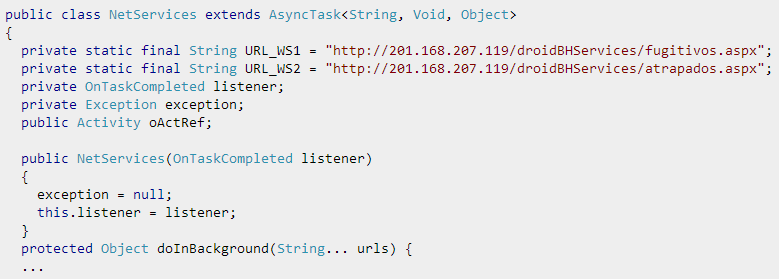 public class NetServices extends AsyncTask<String, Void, Object>
{
private static final String URL_WS1 = "http://201.168.207.119/droidBHServices/fugitivos.aspx";
private static final String URL_WS2 = "http://201.168.207.119/droidBHServices/atrapados.aspx";
private OnTaskCompleted listener;
private Exception exception;
public Activity oActRef;

public NetServices(OnTaskCompleted listener)
{
exception = null;
this.listener = listener;
}
protected Object doInBackground(String... urls) {
...